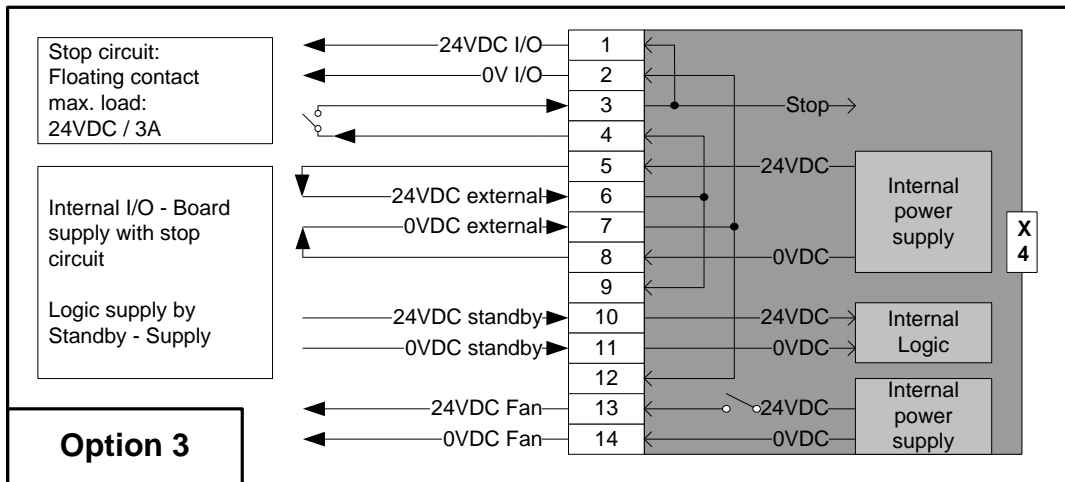 Stop circuit:
Floating contact
max. load:
24VDC / 3A
Internal I/O - Board
supply with stop
circuit
Logic supply by
Standby - Supply
Option 3
24VDC I/O 1
0V I/O 2
3 Stop
4
5 24VDC
24VDC external 6
0VDC external 7
8 0VDC
9
24VDC standby 10 24VDC
0VDC standby 11 0VDC
12
24VDC Fan 13 24VDC
0VDC Fan 14 0VDC
Internal
power
supply
Internal
Logic
Internal
power
supply
X
4